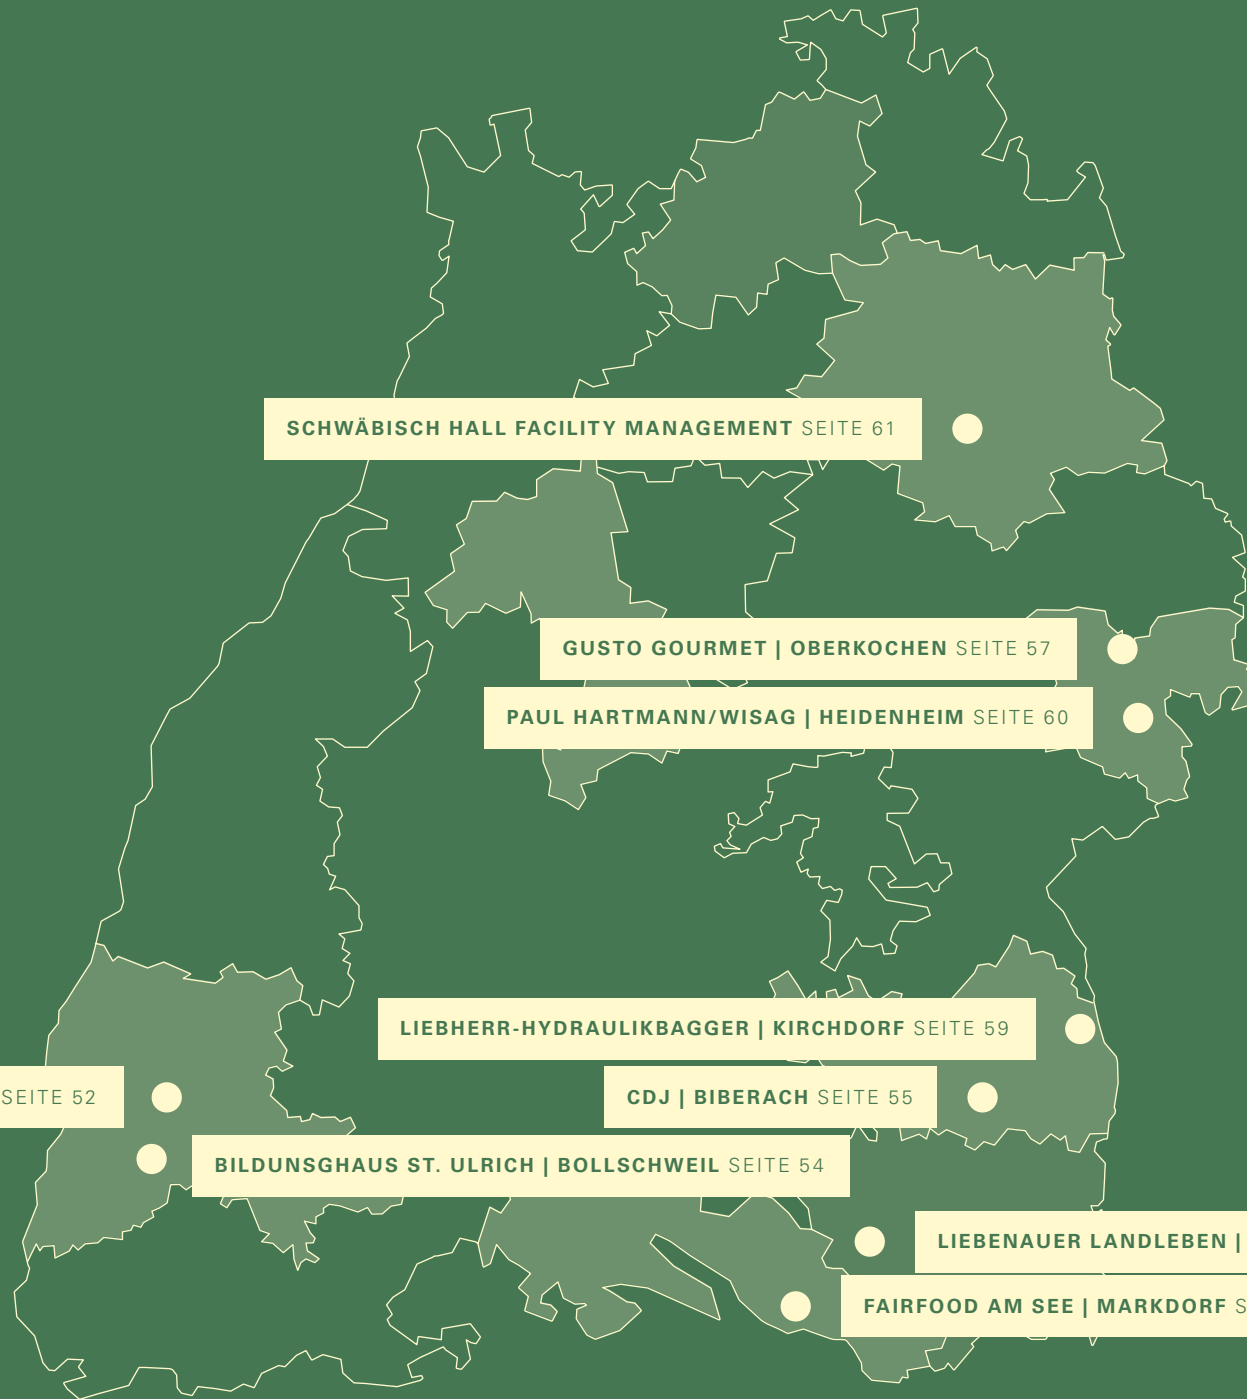 SCHWÄBISCH HALL FACILITY MANAGEMENT SEITE 61
GUSTO GOURMET | OBERKOCHEN SEITE 57
PAUL HARTMANN/WISAG | HEIDENHEIM SEITE 60
LIEBHERR-HYDRAULIKBAGGER | KIRCHDORF SEITE 59
SEITE 52
CDJ | BIBERACH SEITE 55
BILDUNSGHAUS ST. ULRICH | BOLLSCHWEIL SEITE 54
LIEBENAUER LANDLEBEN |
FAIRFOOD AM SEE | MARKDORF S